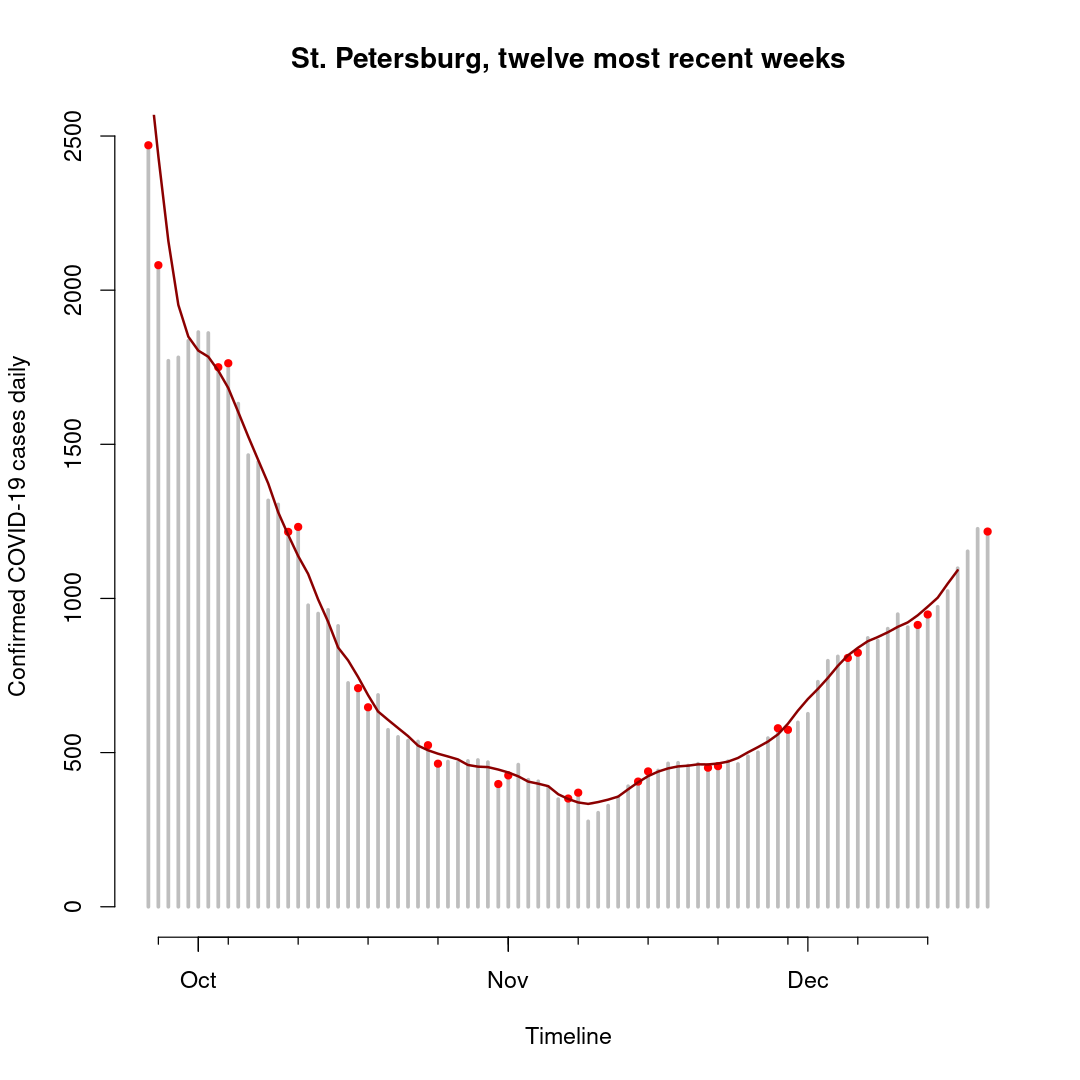 St. Petersburg, twelve most recent weeks
Confirmed COVID-19 cases daily
2500
2000
1500
1000
500
0
Oct
Nov
Dec
Timeline